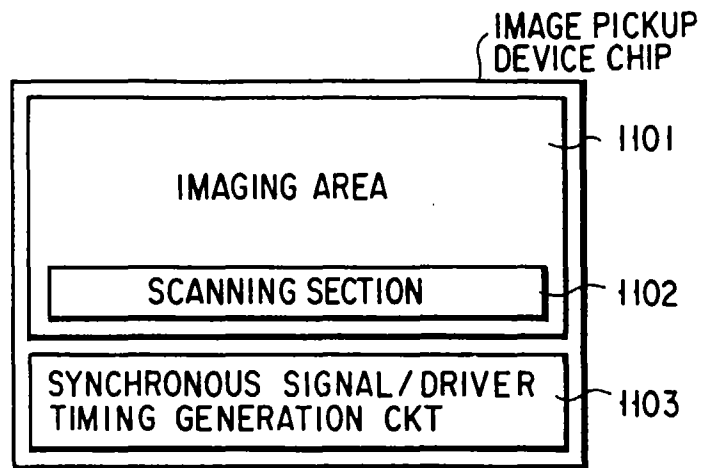 IMAGE PICKUP
DEVICE CHIP
1101
IMAGING AREA
SCANNING SECTION
1102
SYNCHRONOUS SIGNAL/DRIVER
TIMING GENERATION CKT
1103